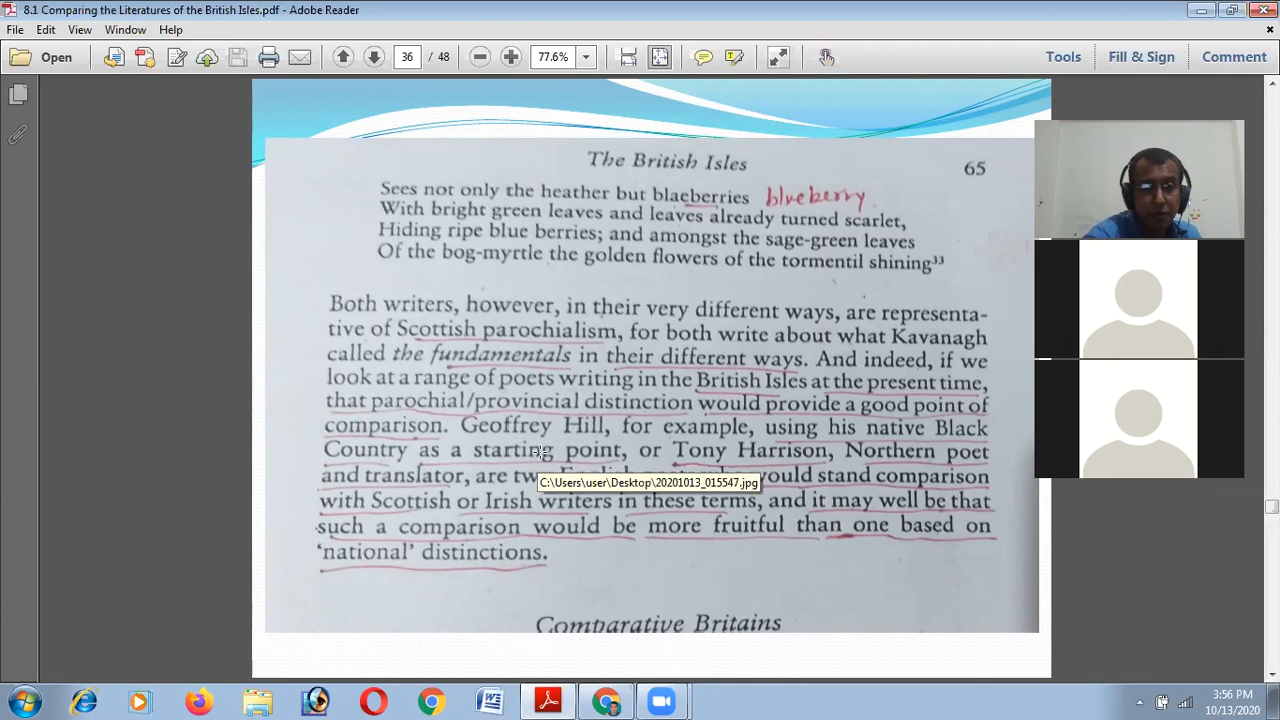 8.1 Comparing the Literatures of the British Isles.pdf - Adobe Reader
File Edit View Window Help
Open 36 / 48 77.6% Tools Fill & Sign Comment
The British Isles 65
Sees not only the heather but blaeberries blueberry
With bright green leaves and leaves already turned scarlet,
Hiding ripe blue berries; and amongst the sage-green leaves
Of the bog-myrtle the golden flowers of the tormentil shining³³
Both writers, however, in their very different ways, are representa-
tive of Scottish parochialism, for both write about what Kavanagh
called the fundamentals in their different ways. And indeed, if we
look at a range of poets writing in the British Isles at the present time,
that parochial/provincial distinction would provide a good point of
comparison. Geoffrey Hill, for example, using his native Black
Country as a starting point, or Tony Harrison, Northern poet
and translator, are would stand comparison
C:\Users\user\Desktop\20201013_015547.jpg
with Scottish or Irish writers in these terms, and it may well be that
such a comparison would be more fruitful than one based on
'national' distinctions.
Comparative Britains
3:56 PM
10/13/2020